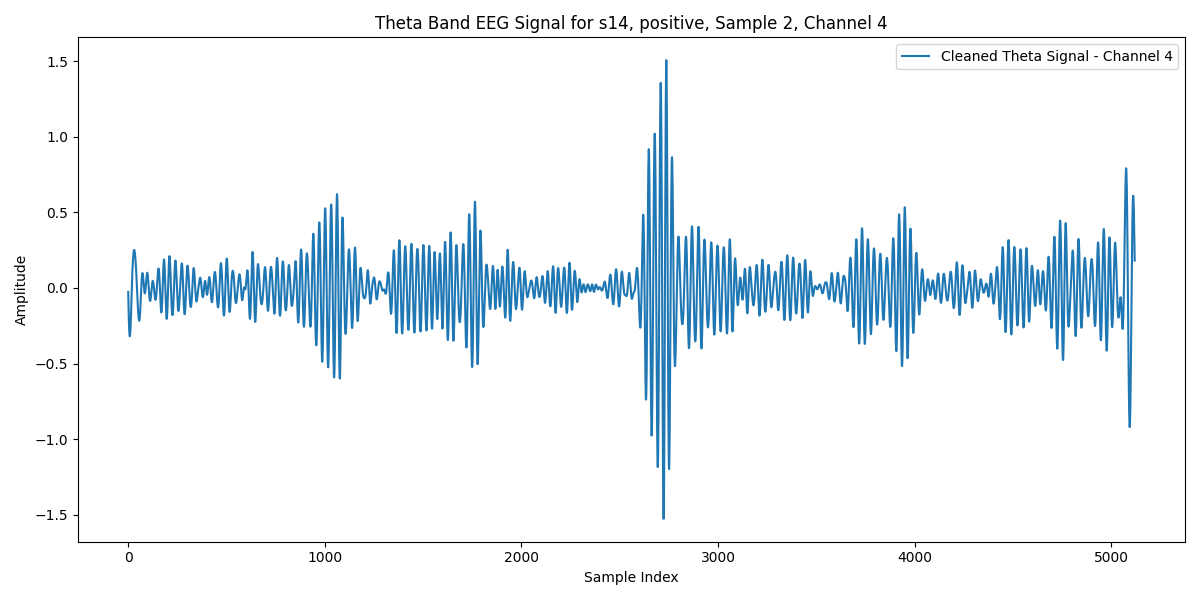 Theta Band EEG Signal for s14, positive, Sample 2, Channel 4
Cleaned Theta Signal - Channel 4
Amplitude
1.5
1.0
0.5
0.0
−0.5
−1.0
−1.5
0 1000 2000 3000 4000 5000
Sample Index